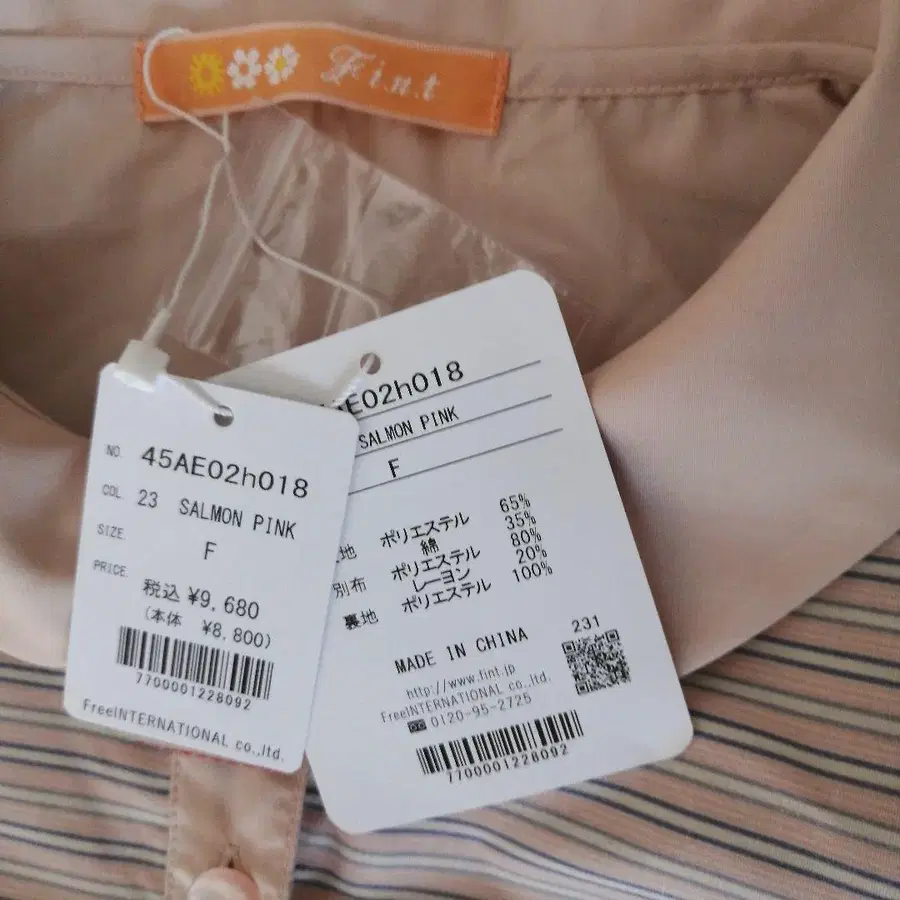 F.i.n.t
NO. 45AE02h018
COL. 23 SALMON PINK
SIZE. F
PRICE. 税込 ¥9,680
(本体 ¥8,800)
7700001228092
FreeINTERNATIONAL co.,ltd.
AE02h018
SALMON PINK
F
地 ポリエステル 65%
綿 35%
別布 ポリエステル 80%
レーヨン 20%
裏地 ポリエステル 100%
MADE IN CHINA
231
http://www.fint.jp
FreeINTERNATIONAL co.,ltd.
0120-95-2725
7700001228092